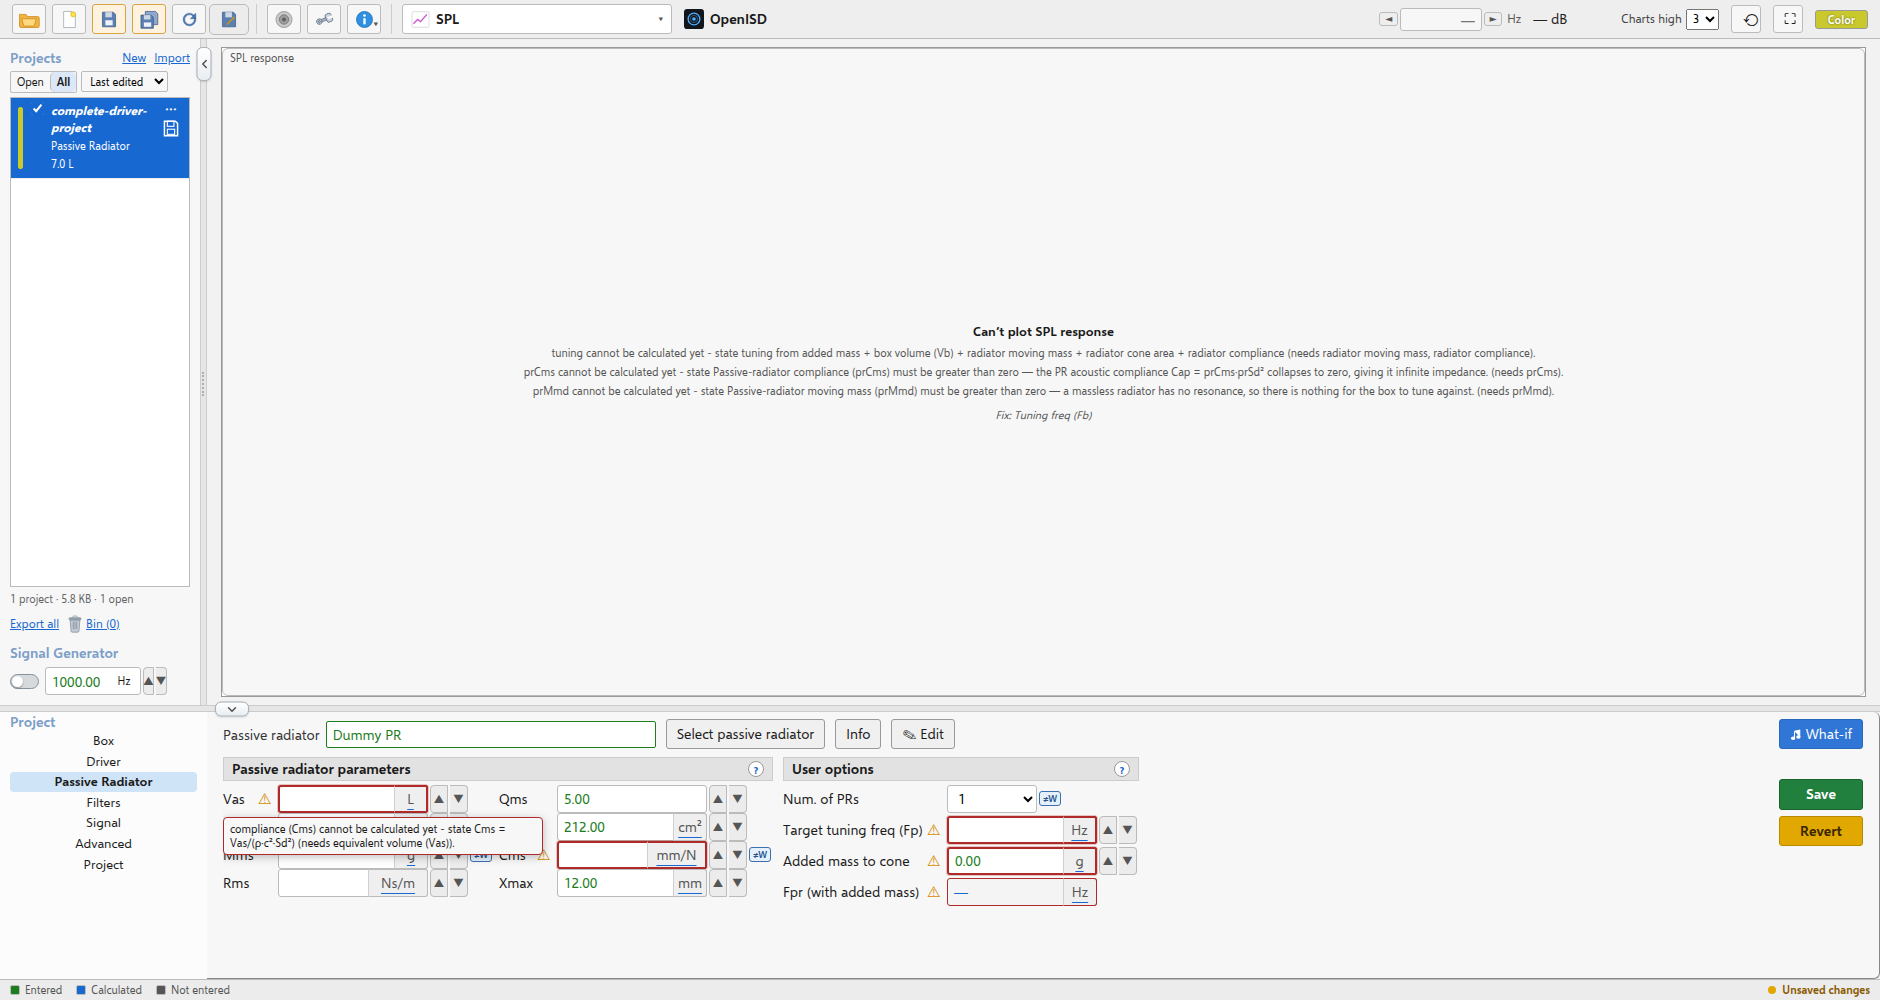 SPL
OpenISD
—
Hz
— dB
Charts high
3
Color
Projects
New
Import
Open
All
Last edited
complete-driver-
project
Passive Radiator
7.0 L
1 project · 5.8 KB · 1 open
Export all
Bin (0)
Signal Generator
1000.00
Hz
SPL response
Can't plot SPL response
tuning cannot be calculated yet - state tuning from added mass + box volume (Vb) + radiator moving mass + radiator cone area + radiator compliance (needs radiator moving mass, radiator compliance).
prCms cannot be calculated yet - state Passive-radiator compliance (prCms) must be greater than zero — the PR acoustic compliance Cap = prCms·prSd² collapses to zero, giving it infinite impedance. (needs prCms).
prMmd cannot be calculated yet - state Passive-radiator moving mass (prMmd) must be greater than zero — a massless radiator has no resonance, so there is nothing for the box to tune against. (needs prMmd).
Fix: Tuning freq (Fb)
Project
Box
Driver
Passive Radiator
Filters
Signal
Advanced
Project
Passive radiator
Dummy PR
Select passive radiator
Info
Edit
What-if
Save
Revert
Passive radiator parameters
?
Vas
L
Qms
5.00
212.00
cm²
compliance (Cms) cannot be calculated yet - state Cms =
Vas/(ρ·c²·Sd²) (needs equivalent volume (Vas)).
Mms
g
≠W
Cms
mm/N
≠W
Rms
Ns/m
Xmax
12.00
mm
User options
?
Num. of PRs
1
≠W
Target tuning freq (Fp)
Hz
Added mass to cone
0.00
g
Fpr (with added mass)
—
Hz
Entered
Calculated
Not entered
Unsaved changes